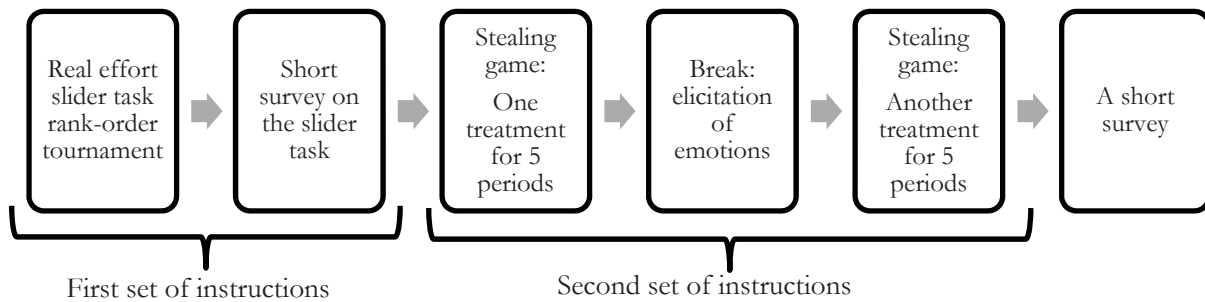 Real effort
slider task
rank-order
tournament
Short
survey on
the slider
task
Stealing
game:
One
treatment
for 5
periods
Break:
elicitation
of
emotions
Stealing
game:
Another
treatment
for 5
periods
A short
survey
First set of instructions
Second set of instructions